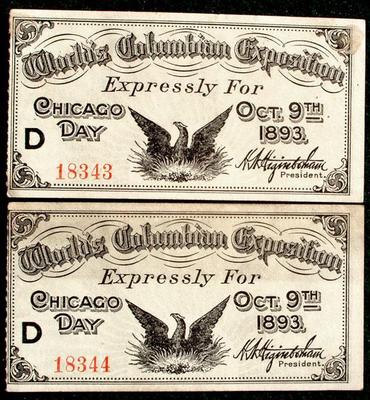 World's Columbian Exposition
Expressly For
Chicago Day
Oct. 9TH 1893.
D
18343
H.N. Higinbotham
President.
World's Columbian Exposition
Expressly For
Chicago Day
Oct. 9TH 1893.
D
18344
H.N. Higinbotham
President.